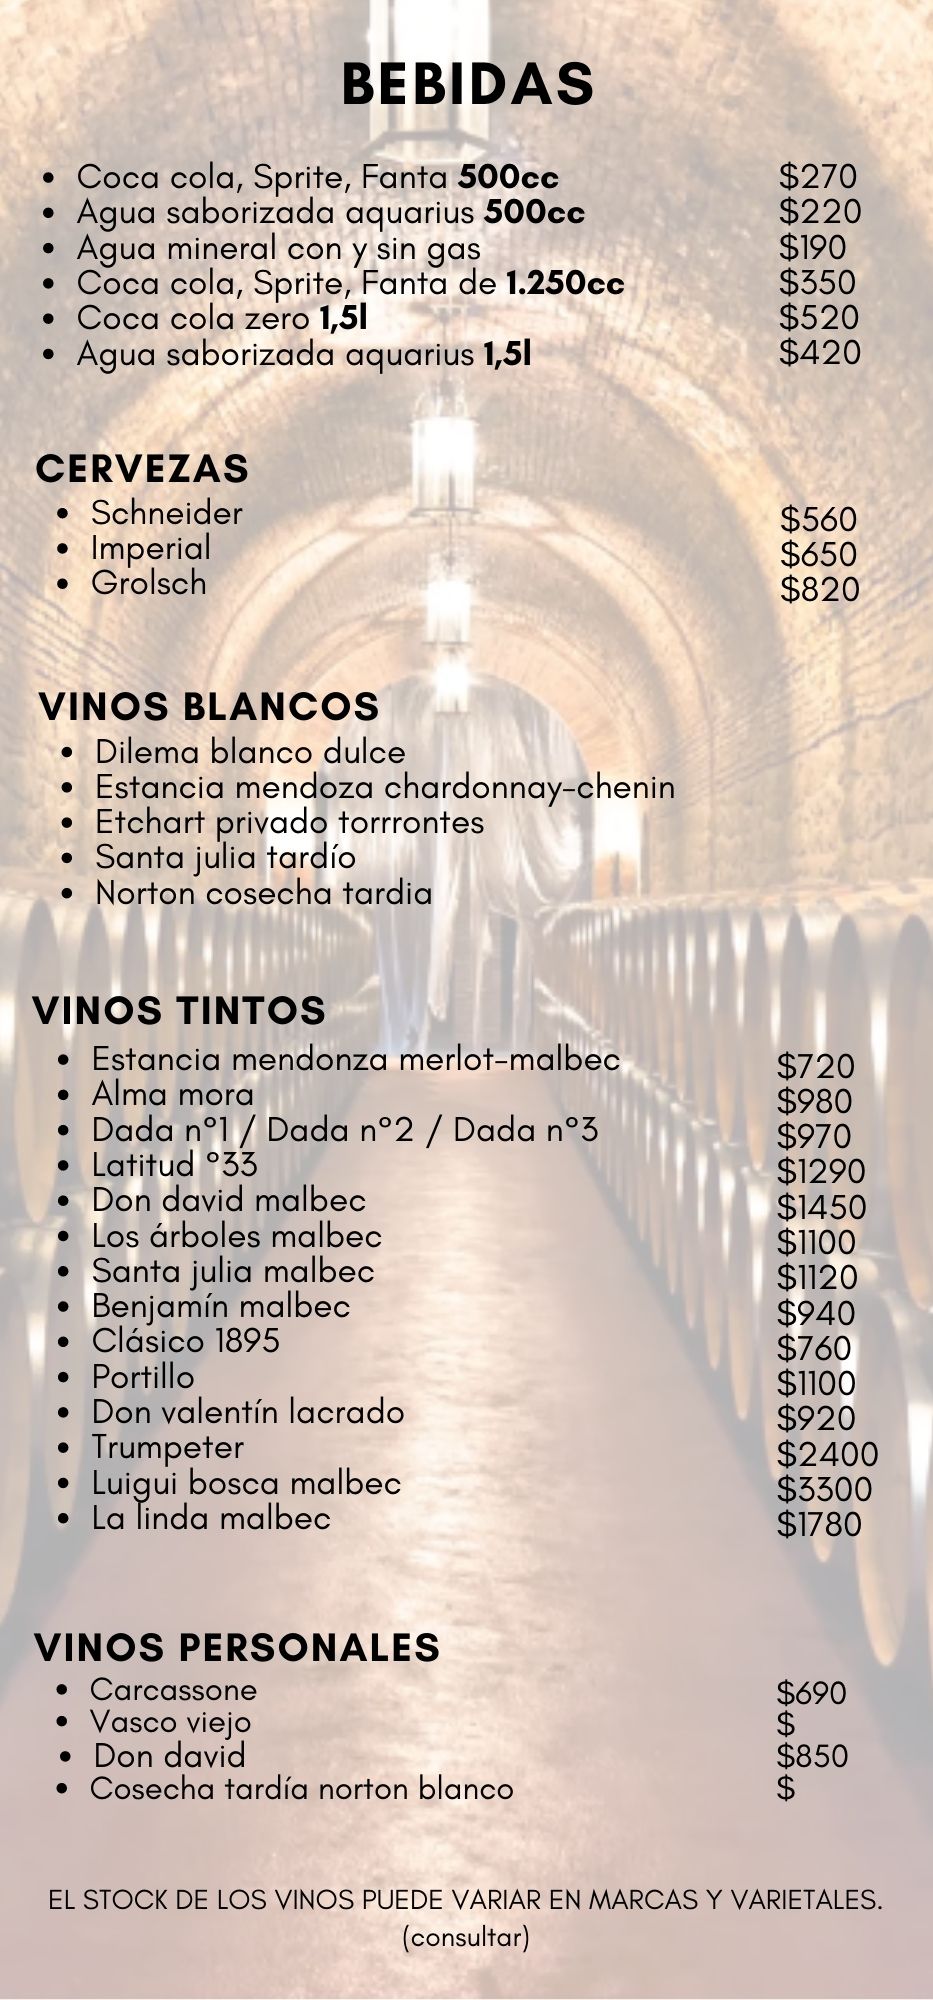 BEBIDAS
• Coca cola, Sprite, Fanta 500cc $270
• Agua saborizada aquarius 500cc $220
• Agua mineral con y sin gas $190
• Coca cola, Sprite, Fanta de 1.250cc $350
• Coca cola zero 1,5l $520
• Agua saborizada aquarius 1,5l $420
CERVEZAS
• Schneider $560
• Imperial $650
• Grolsch $820
VINOS BLANCOS
• Dilema blanco dulce
• Estancia mendoza chardonnay-chenin
• Etchart privado torrrontes
• Santa julia tardío
• Norton cosecha tardia
VINOS TINTOS
• Estancia mendonza merlot-malbec $720
• Alma mora $980
• Dada n°1 / Dada n°2 / Dada n°3 $970
• Latitud °33 $1290
• Don david malbec $1450
• Los árboles malbec $1100
• Santa julia malbec $1120
• Benjamín malbec $940
• Clásico 1895 $760
• Portillo $1100
• Don valentín lacrado $920
• Trumpeter $2400
• Luigui bosca malbec $3300
• La linda malbec $1780
VINOS PERSONALES
• Carcassone $690
• Vasco viejo $
• Don david $850
• Cosecha tardía norton blanco $
EL STOCK DE LOS VINOS PUEDE VARIAR EN MARCAS Y VARIETALES.
(consultar)